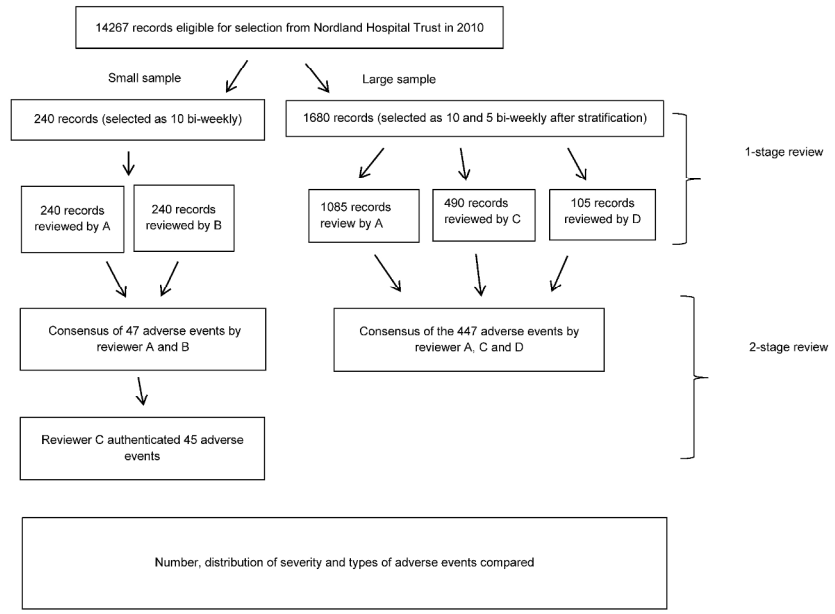 14267 records eligible for selection from Nordland Hospital Trust in 2010
Small sample
Large sample
240 records (selected as 10 bi-weekly)
1680 records (selected as 10 and 5 bi-weekly after stratification)
1-stage review
240 records
reviewed by A
240 records
reviewed by B
1085 records
review by A
490 records
reviewed by C
105 records
reviewed by D
Consensus of 47 adverse events by
reviewer A and B
Consensus of the 447 adverse events by
reviewer A, C and D
2-stage review
Reviewer C authenticated 45 adverse
events
Number, distribution of severity and types of adverse events compared